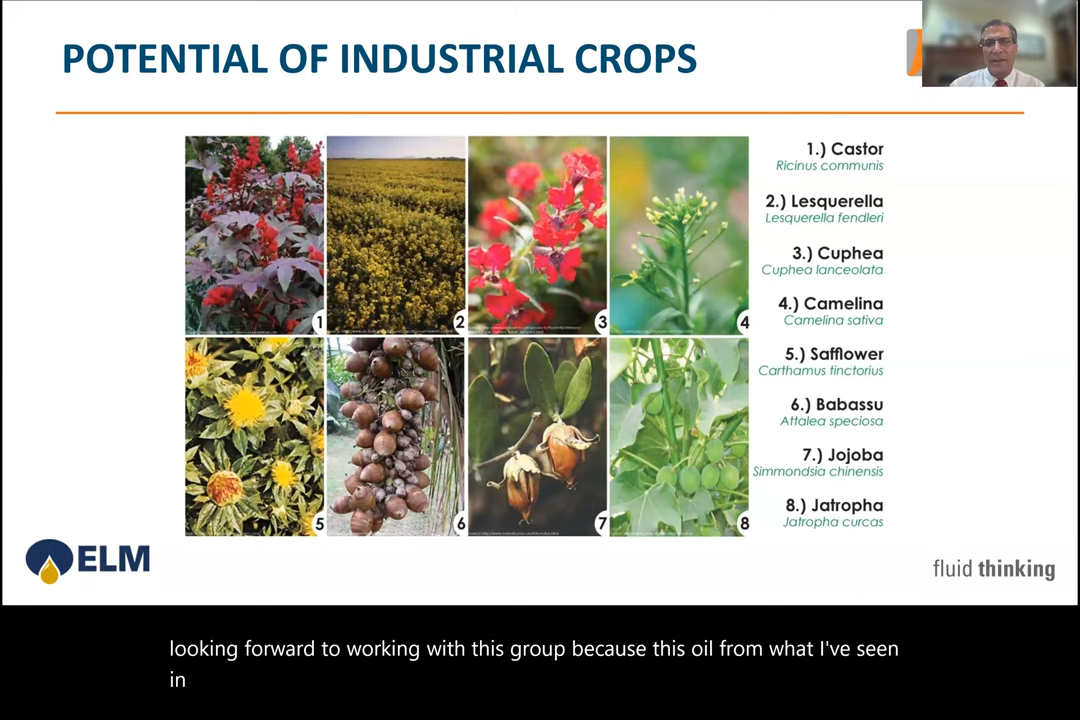 POTENTIAL OF INDUSTRIAL CROPS
1
2
3
4
5
6
7
8
1.) Castor
Ricinus communis
2.) Lesquerella
Lesquerella fendleri
3.) Cuphea
Cuphea lanceolata
4.) Camelina
Camelina sativa
5.) Safflower
Carthamus tinctorius
6.) Babassu
Attalea speciosa
7.) Jojoba
Simmondsia chinensis
8.) Jatropha
Jatropha curcas
ELM
fluid thinking
looking forward to working with this group because this oil from what I've seen
in